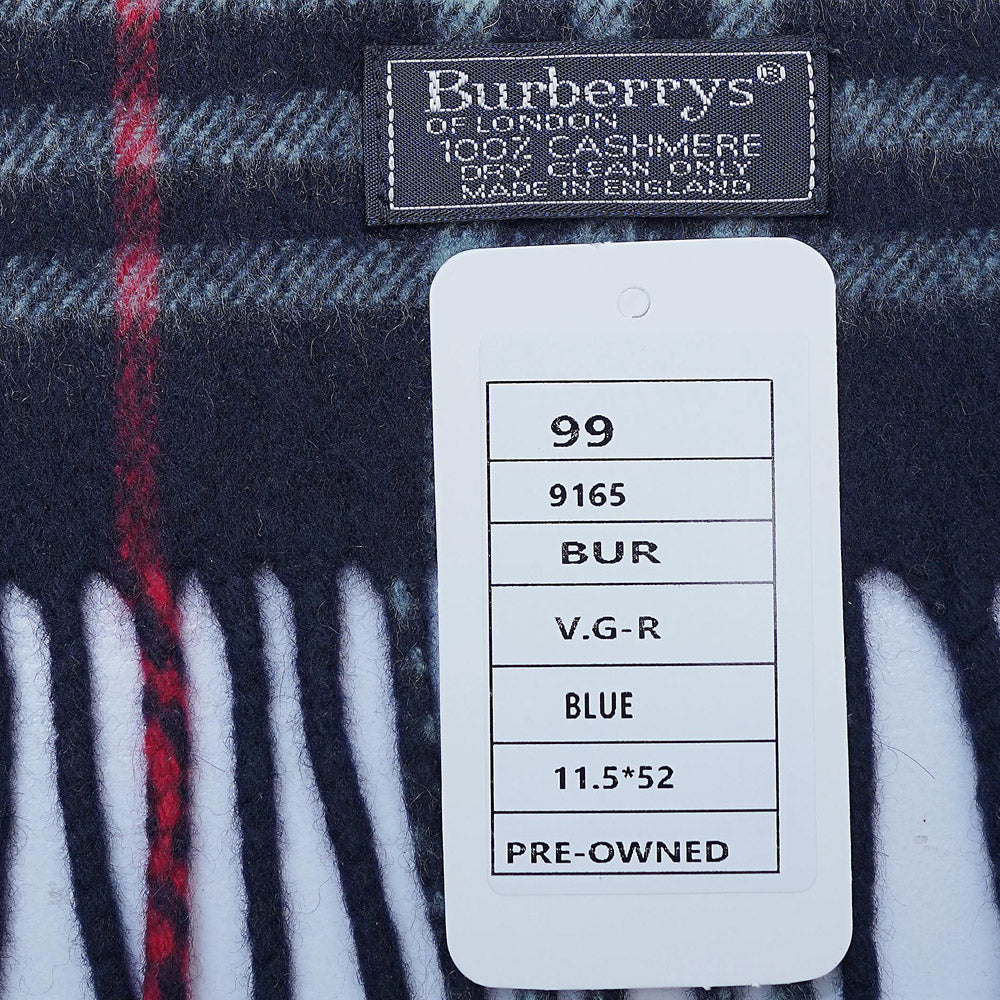 Burberrys®
OF LONDON
100% CASHMERE
DRY CLEAN ONLY
MADE IN ENGLAND
99
9165
BUR
V.G-R
BLUE
11.5*52
PRE-OWNED